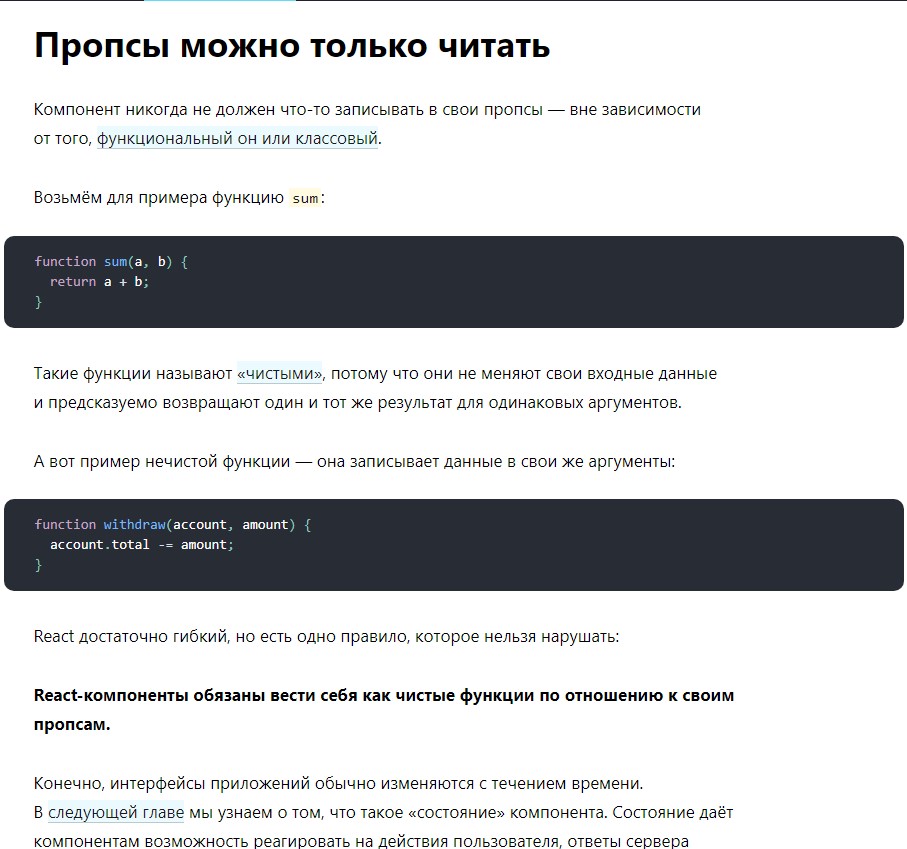 Пропсы можно только читать
Компонент никогда не должен что-то записывать в свои пропсы — вне зависимости
от того, функциональный он или классовый.
Возьмём для примера функцию sum:
function sum(a, b) {
  return a + b;
}
Такие функции называют «чистыми», потому что они не меняют свои входные данные
и предсказуемо возвращают один и тот же результат для одинаковых аргументов.
А вот пример нечистой функции — она записывает данные в свои же аргументы:
function withdraw(account, amount) {
  account.total -= amount;
}
React достаточно гибкий, но есть одно правило, которое нельзя нарушать:
React-компоненты обязаны вести себя как чистые функции по отношению к своим
пропсам.
Конечно, интерфейсы приложений обычно изменяются с течением времени.
В следующей главе мы узнаем о том, что такое «состояние» компонента. Состояние даёт
компонентам возможность реагировать на действия пользователя, ответы сервера